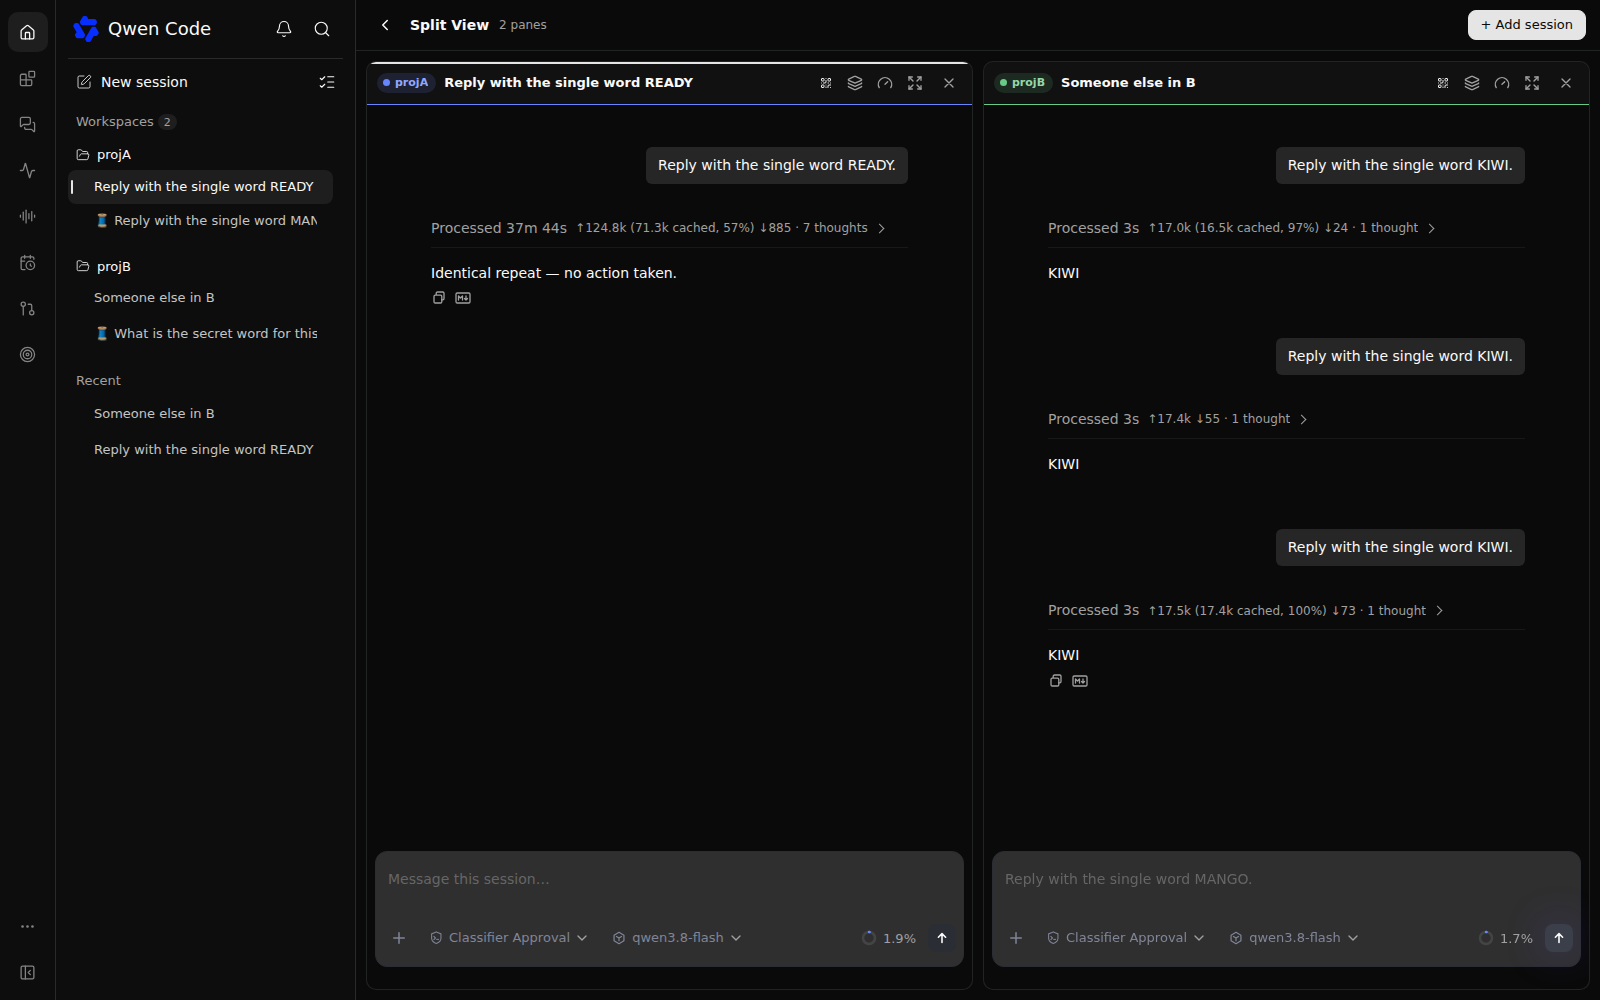 Qwen Code
New session
Workspaces 2
projA
Reply with the single word READY
Reply with the single word MAN
projB
Someone else in B
What is the secret word for this
Recent
Someone else in B
Reply with the single word READY
Split View 2 panes
+ Add session
projA Reply with the single word READY
Reply with the single word READY.
Processed 37m 44s ↑124.8k (71.3k cached, 57%) ↓885 · 7 thoughts
Identical repeat — no action taken.
Message this session...
Classifier Approval qwen3.8-flash 1.9%
projB Someone else in B
Reply with the single word KIWI.
Processed 3s ↑17.0k (16.5k cached, 97%) ↓24 · 1 thought
KIWI
Reply with the single word KIWI.
Processed 3s ↑17.4k ↓55 · 1 thought
KIWI
Reply with the single word KIWI.
Processed 3s ↑17.5k (17.4k cached, 100%) ↓73 · 1 thought
KIWI
Reply with the single word MANGO.
Classifier Approval qwen3.8-flash 1.7%